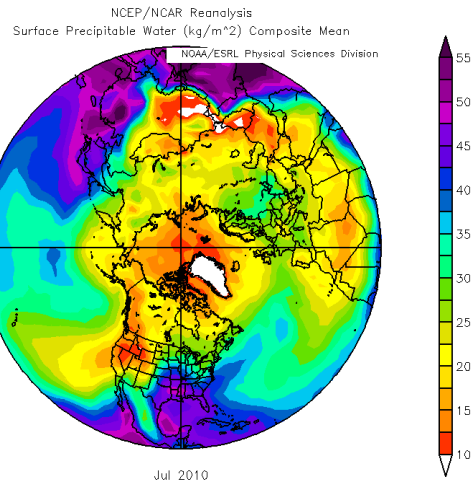 NCEP/NCAR Reanalysis
Surface Precipitable Water (kg/m^2) Composite Mean
NOAA/ESRL Physical Sciences Division
55
50
45
40
35
30
25
20
15
10
Jul 2010